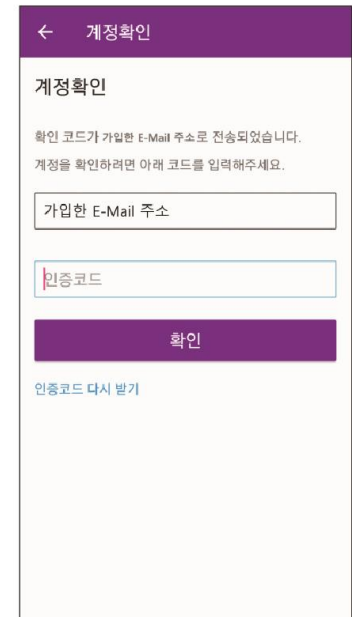 계정확인
계정확인
확인 코드가 가입한 E-Mail 주소로 전송되었습니다.
계정을 확인하려면 아래 코드를 입력해주세요.
가입한 E-Mail 주소
인증코드
확인
인증코드 다시 받기